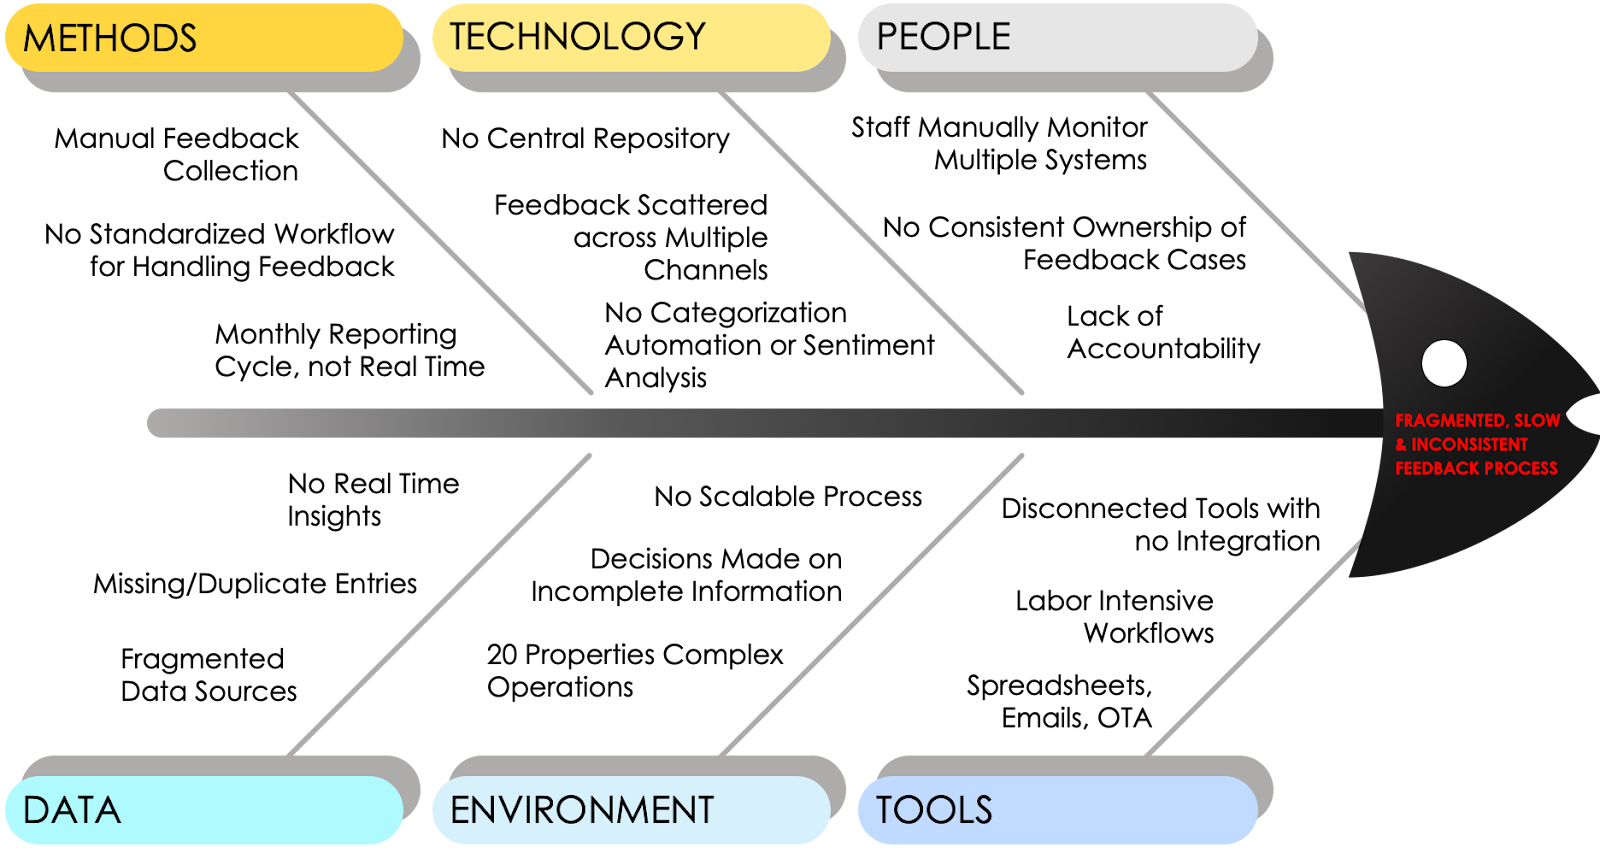 METHODS
TECHNOLOGY
PEOPLE
Manual Feedback
Collection
No Standardized Workflow
for Handling Feedback
Monthly Reporting
Cycle, not Real Time
No Central Repository
Feedback Scattered
across Multiple
Channels
No Categorization
Automation or Sentiment
Analysis
Staff Manually Monitor
Multiple Systems
No Consistent Ownership of
Feedback Cases
Lack of
Accountability
FRAGMENTED, SLOW
& INCONSISTENT
FEEDBACK PROCESS
No Real Time
Insights
Missing/Duplicate Entries
Fragmented
Data Sources
No Scalable Process
Decisions Made on
Incomplete Information
20 Properties Complex
Operations
Disconnected Tools with
no Integration
Labor Intensive
Workflows
Spreadsheets,
Emails, OTA
DATA
ENVIRONMENT
TOOLS